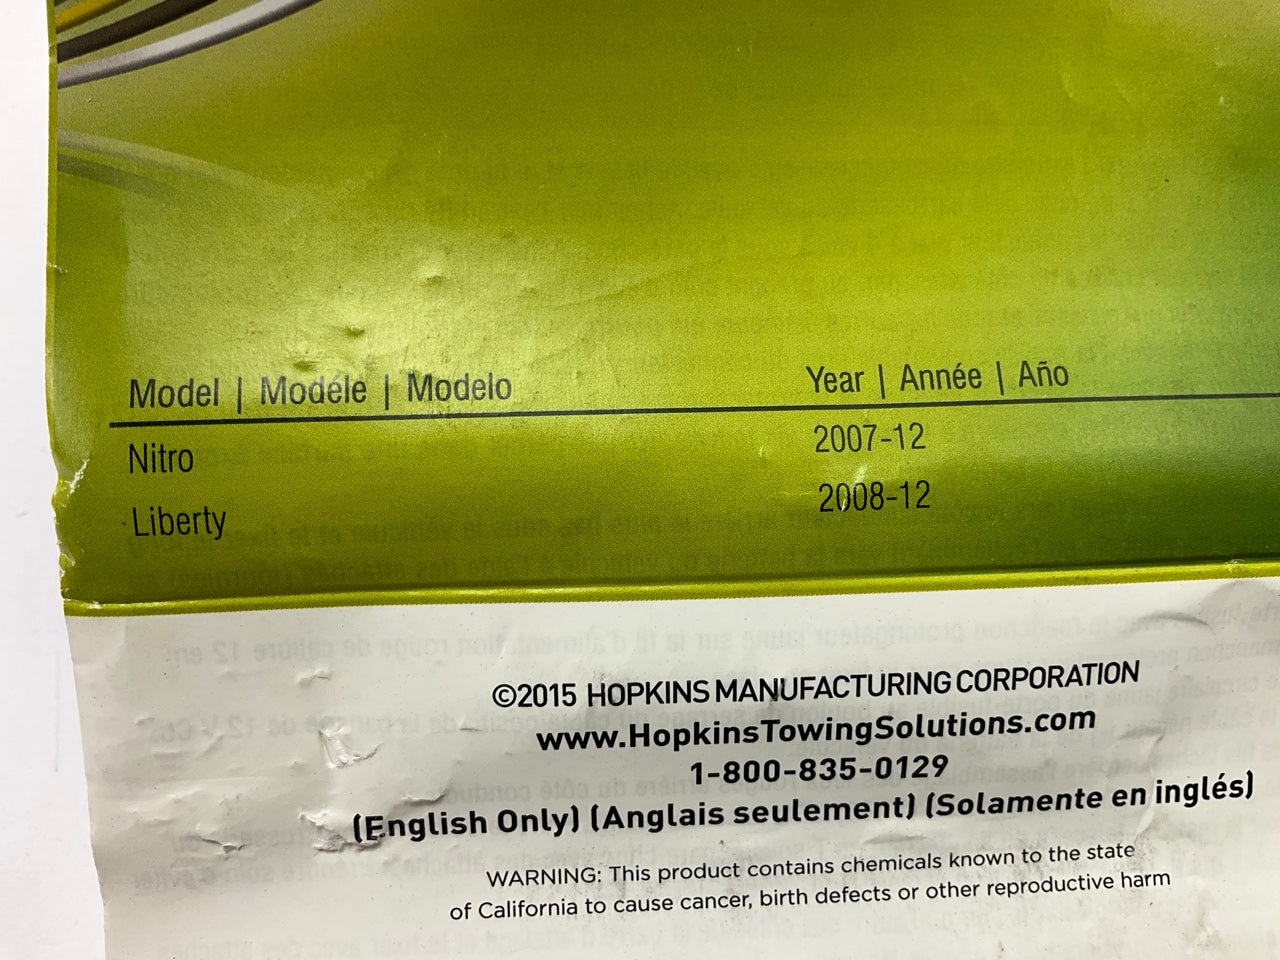 Model | Modéle | Modelo Year | Année | Año
Nitro 2007-12
Liberty 2008-12
©2015 HOPKINS MANUFACTURING CORPORATION
www.HopkinsTowingSolutions.com
1-800-835-0129
(English Only) (Anglais seulement) (Solamente en inglés)
WARNING: This product contains chemicals known to the state
of California to cause cancer, birth defects or other reproductive harm